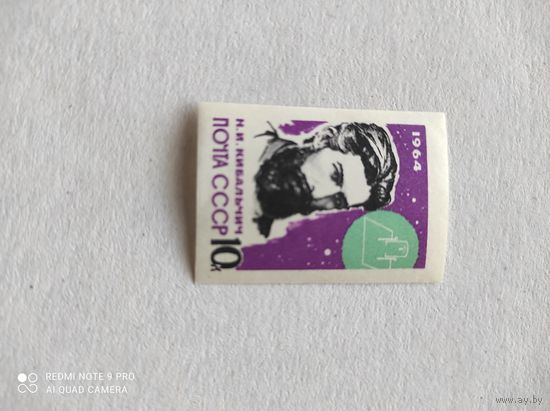 1964
Н.И. КИБАЛЬЧИЧ
ПОЧТА СССР 10К
REDMI NOTE 9 PRO
AI QUAD CAMERA
www.ay.by